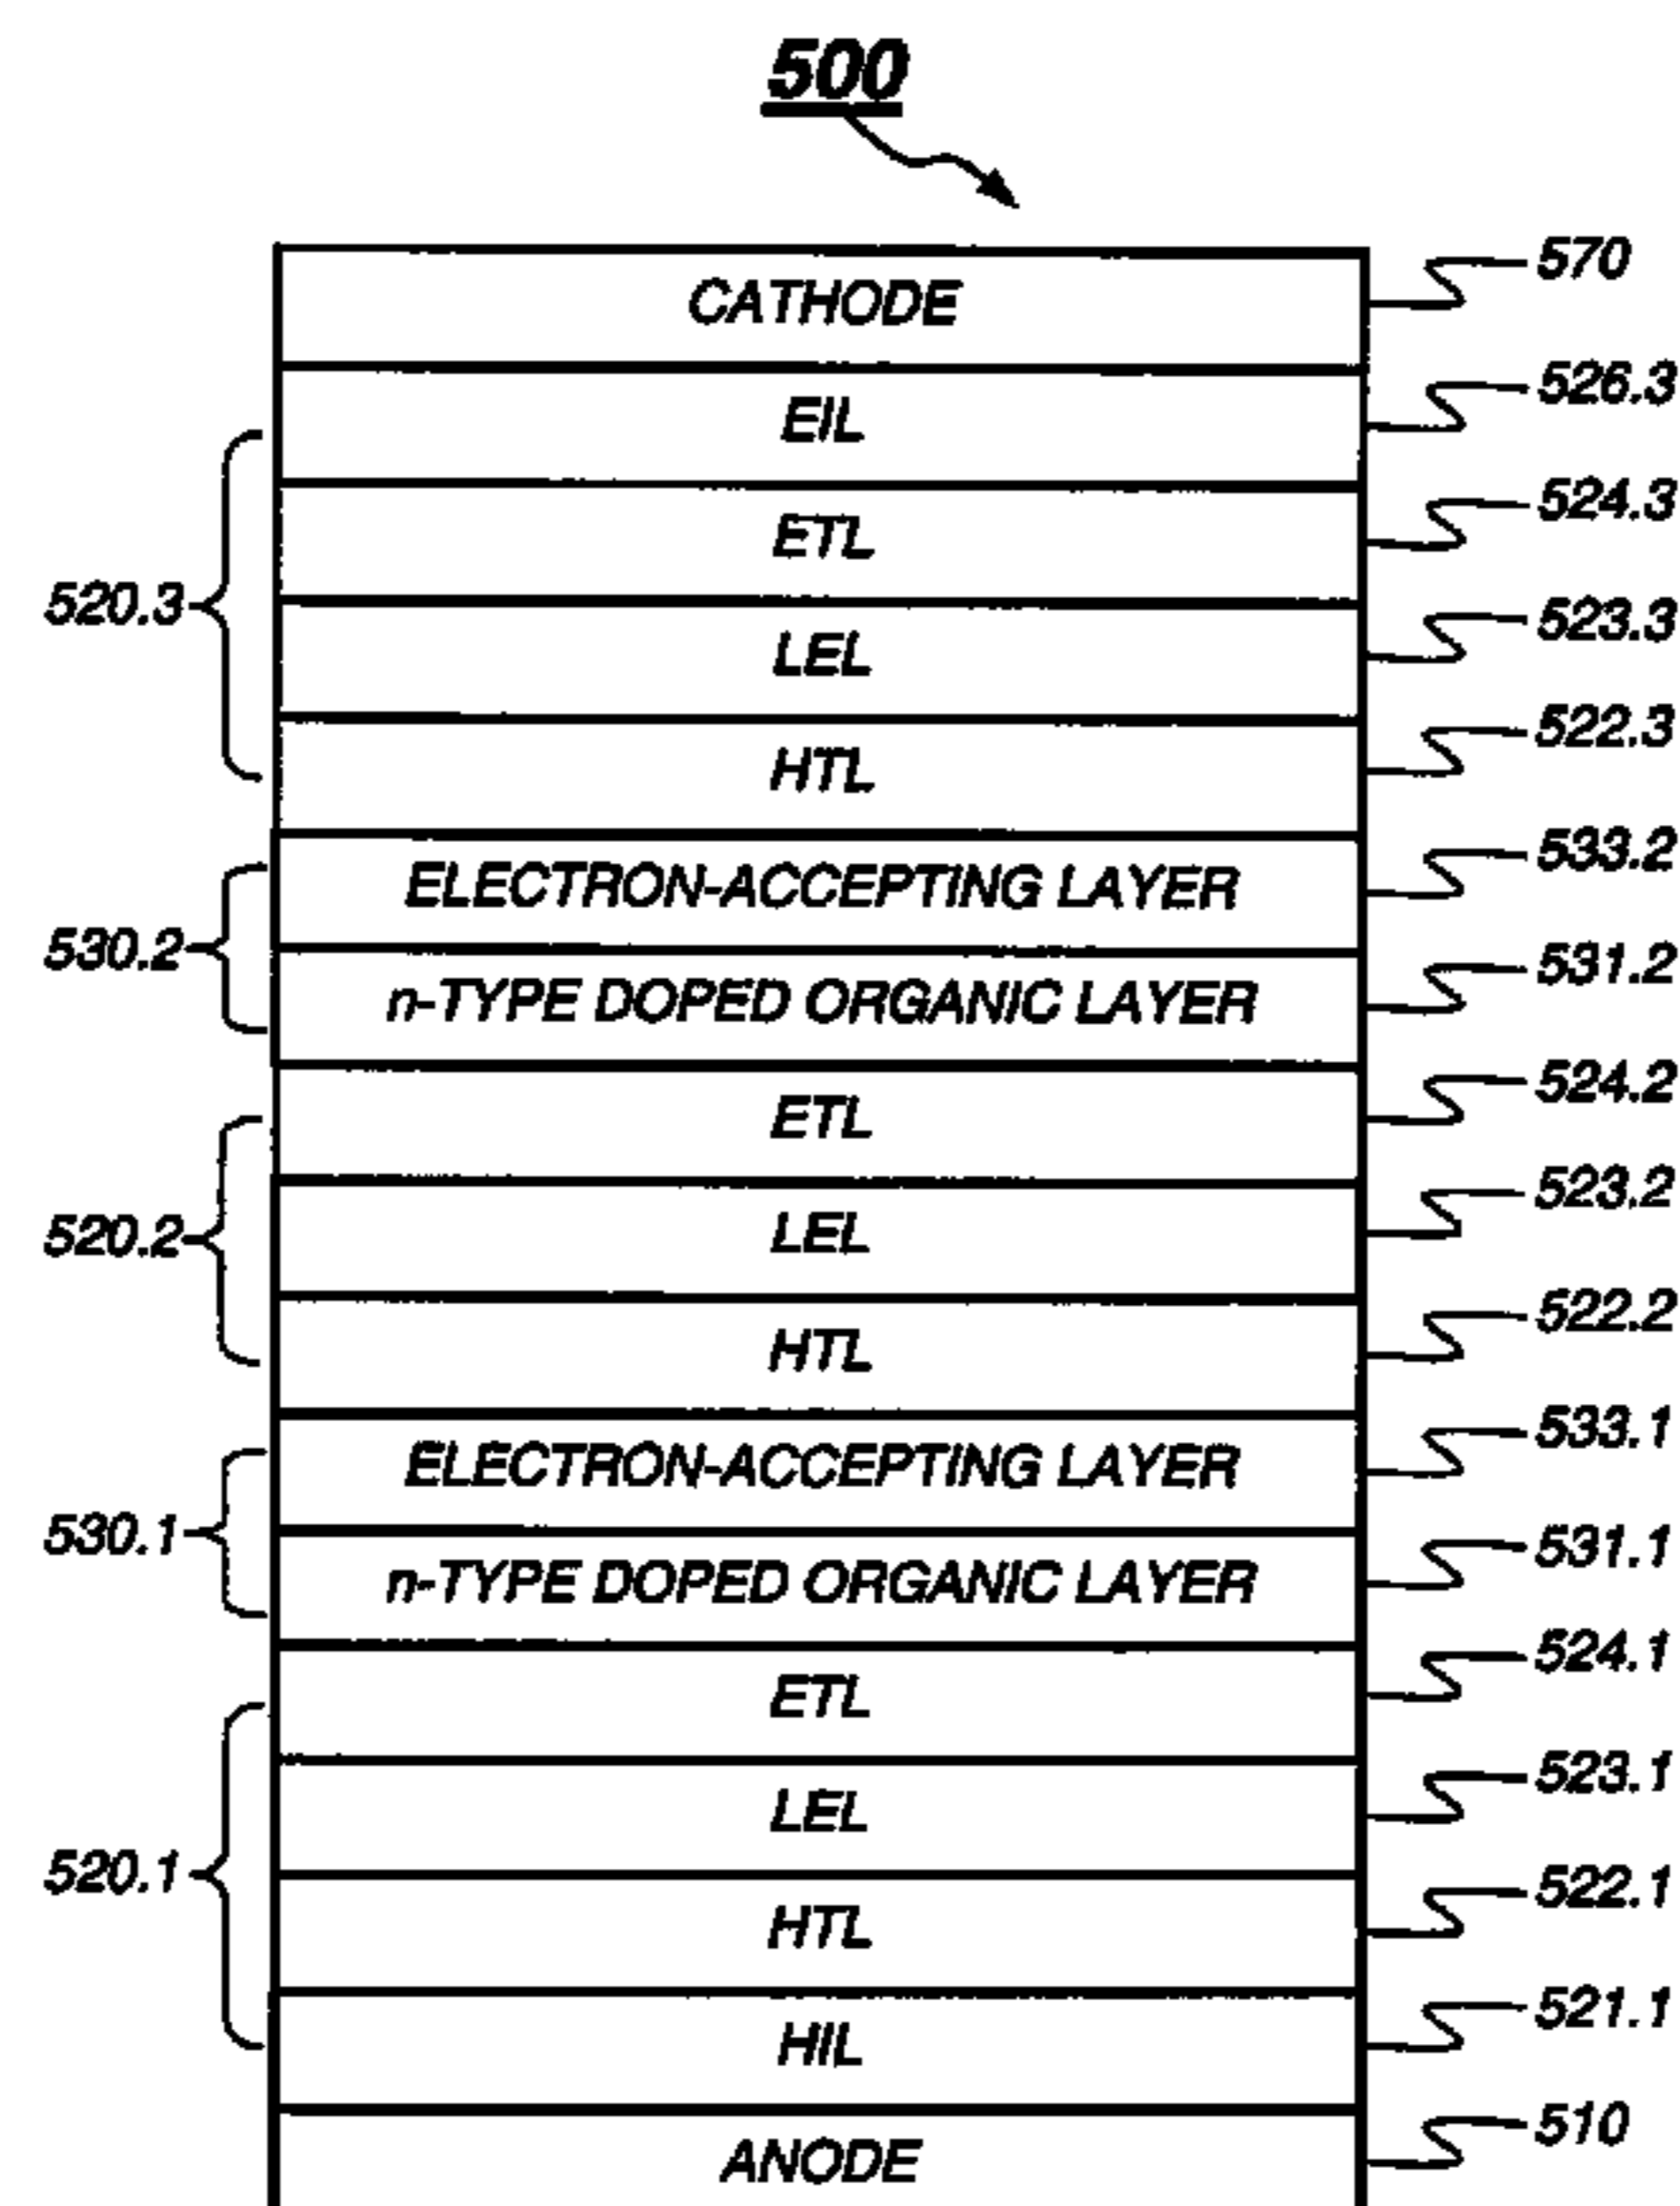 500
CATHODE 570
EIL 526.3
ETL 524.3
520.3
LEL 523.3
HTL 522.3
ELECTRON-ACCEPTING LAYER 533.2
530.2
n-TYPE DOPED ORGANIC LAYER 531.2
ETL 524.2
520.2 LEL 523.2
HTL 522.2
ELECTRON-ACCEPTING LAYER 533.1
530.1
n-TYPE DOPED ORGANIC LAYER 531.1
ETL 524.1
LEL 523.1
520.1
HTL 522.1
HIL 521.1
ANODE 510